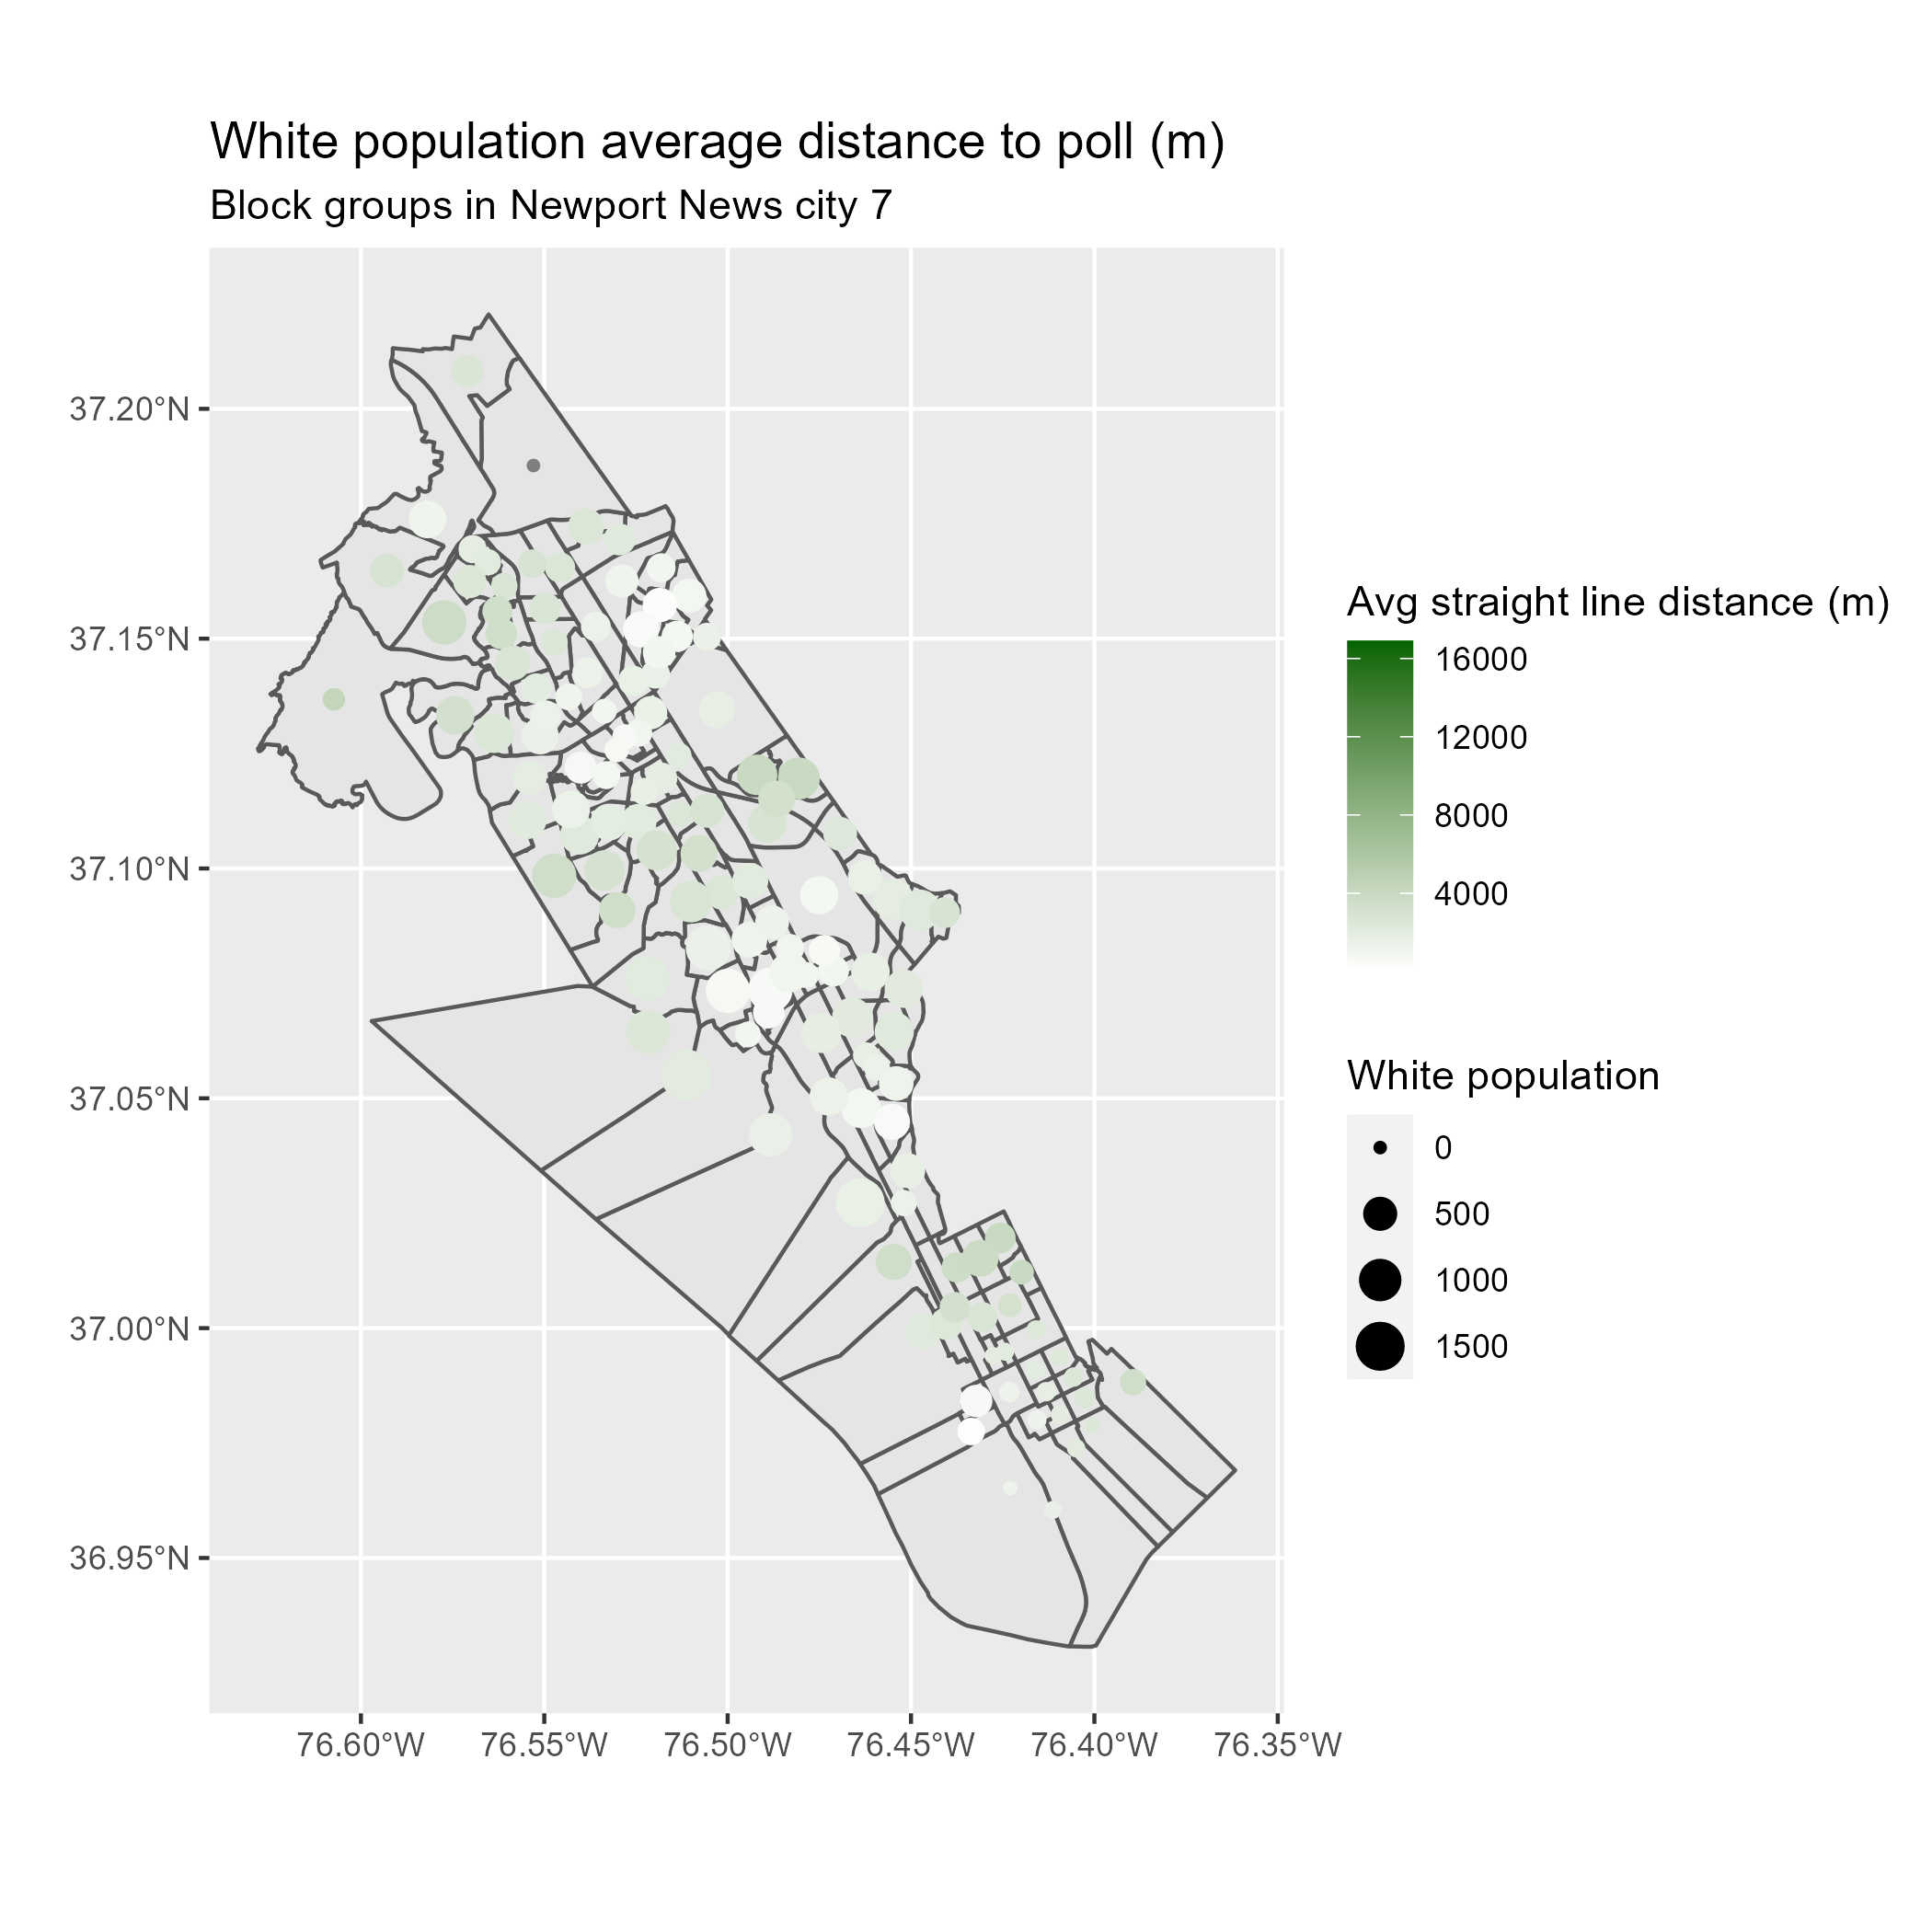 White population average distance to poll (m)
Block groups in Newport News city 7
37.20°N
37.15°N
37.10°N
37.05°N
37.00°N
36.95°N
76.60°W
76.55°W
76.50°W
76.45°W
76.40°W
76.35°W
Avg straight line distance (m)
16000
12000
8000
4000
White population
0
500
1000
1500